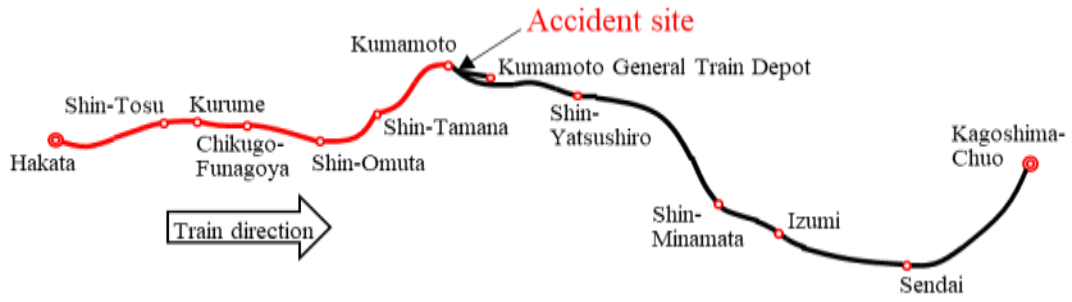 Accident site
Kumamoto
Kumamoto General Train Depot
Shin-Tosu
Kurume
Shin-Tamana
Shin-
Yatsushiro
Kagoshima-
Chuo
Hakata
Chikugo-
Funagoya
Shin-Omuta
Train direction
Shin-
Minamata
Izumi
Sendai